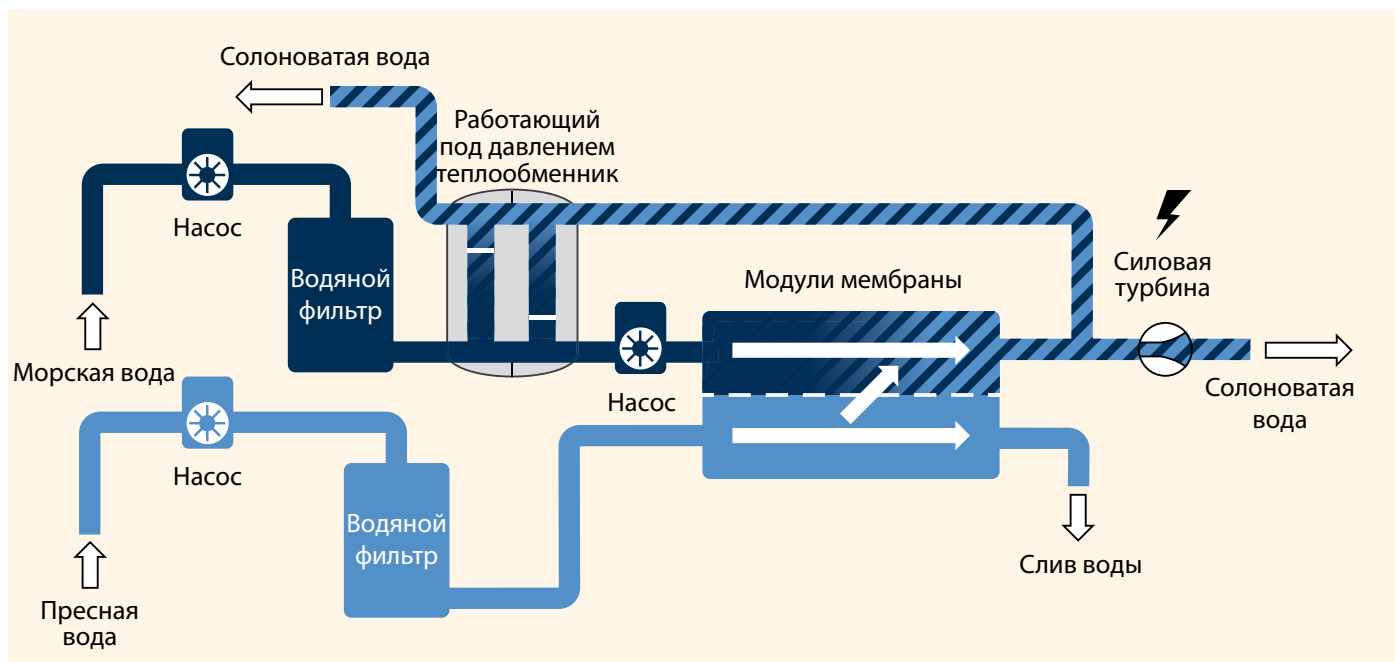 Солоноватая вода
Работающий
под давлением
теплообменник
Насос
Водяной
фильтр
Морская вода
Модули мембраны
Силовая
турбина
Насос
Солоноватая
вода
Насос
Водяной
фильтр
Слив воды
Пресная
вода